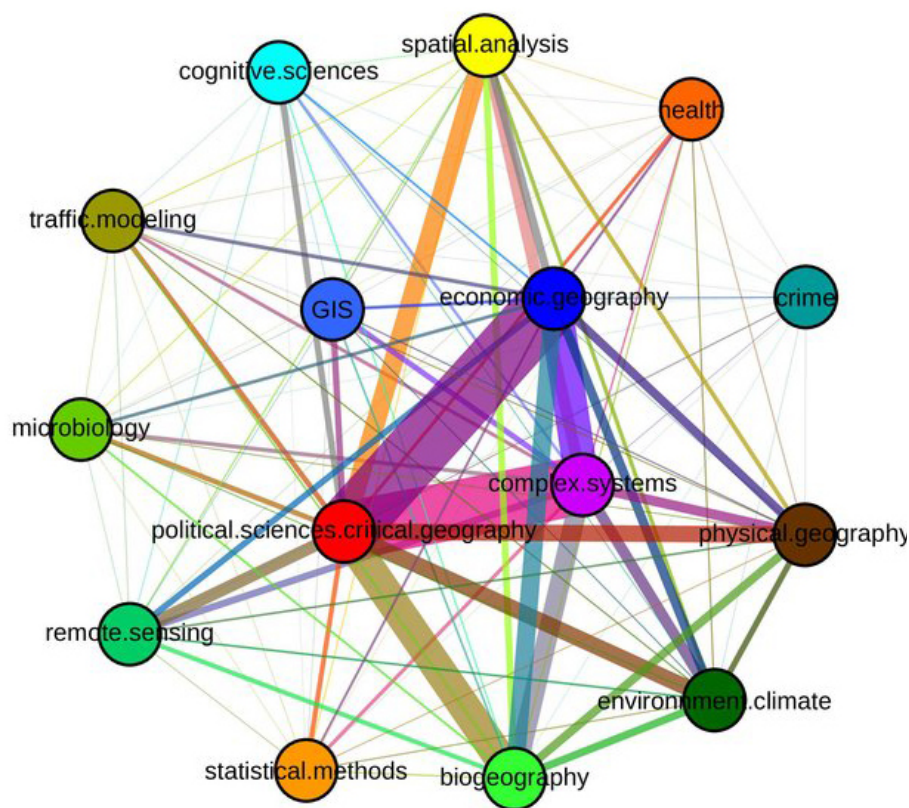 spatial.analysis
cognitive.sciences
health
traffic.modeling
economic.geography
crime
GIS
microbiology
complex.systems
political.sciences.critical.geography
physical.geography
remote.sensing
environnment.climate
statistical.methods
biogeography